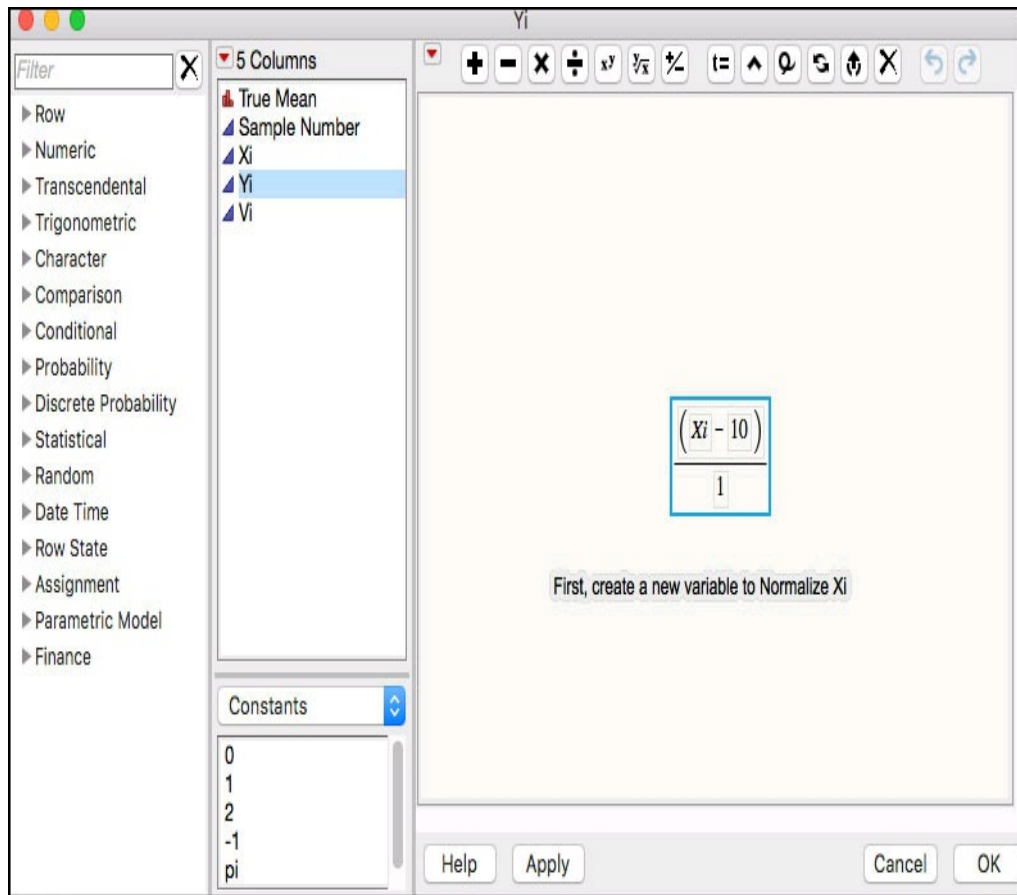 Yi
Filter
Row
Numeric
Transcendental
Trigonometric
Character
Comparison
Conditional
Probability
Discrete Probability
Statistical
Random
Date Time
Row State
Assignment
Parametric Model
Finance
5 Columns
True Mean
Sample Number
Xi
Yi
Vi
Constants
0
1
2
-1
pi
t=
(Xi − 10)
1
First, create a new variable to Normalize Xi
Help Apply Cancel OK